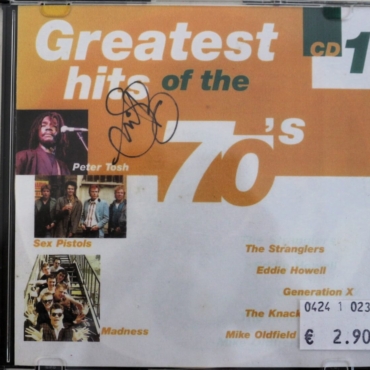 Greatest
hits of the
70's
CD 1
Peter Tosh
Sex Pistols
Madness
The Stranglers
Eddie Howell
Generation X
The Knack
Mike Oldfield
0424 1 023
€ 2.90